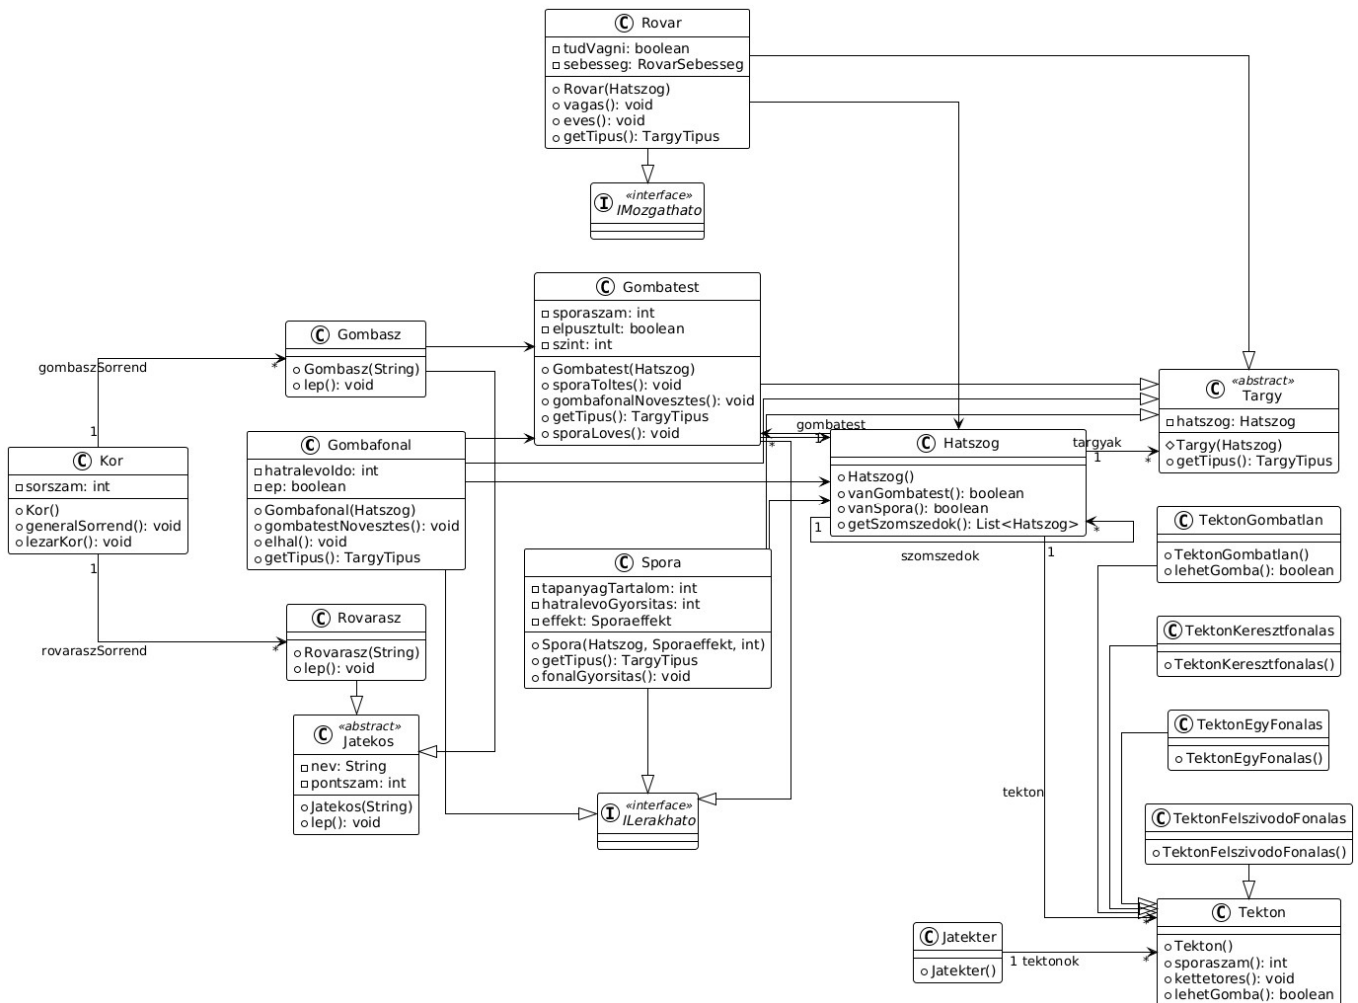 C Rovar
tudVagni: boolean
sebesseg: RovarSebesseg
Rovar(Hatszog)
vagas(): void
eves(): void
getTipus(): TargyTipus
I «interface»
IMozgathato
C Gombatest
sporaszam: int
elpusztult: boolean
szint: int
Gombatest(Hatszog)
sporaToltes(): void
gombafonalNovesztes(): void
getTipus(): TargyTipus
sporaLoves(): void
C Gombasz
Gombasz(String)
lep(): void
gombaszSorrend
*
1
C Kor
sorszam: int
Kor()
generalSorrend(): void
lezarKor(): void
1
rovaraszSorrend
*
C Gombafonal
hatralevoIdo: int
ep: boolean
Gombafonal(Hatszog)
gombatestNovesztes(): void
elhal(): void
getTipus(): TargyTipus
C Rovarasz
Rovarasz(String)
lep(): void
C «abstract»
Jatekos
nev: String
pontszam: int
Jatekos(String)
lep(): void
C Spora
tapanyagTartalom: int
hatralevoGyorsitas: int
effekt: Sporaeffekt
Spora(Hatszog, Sporaeffekt, int)
getTipus(): TargyTipus
fonalGyorsitas(): void
I «interface»
ILerakhato
gombatest
* 1
C Hatszog
Hatszog()
vanGombatest(): boolean
vanSpora(): boolean
getSzomszedok(): List<Hatszog>
1 *
szomszedok
1
tekton
*
targyak
1 *
C «abstract»
Targy
hatszog: Hatszog
Targy(Hatszog)
getTipus(): TargyTipus
C TektonGombatlan
TektonGombatlan()
lehetGomba(): boolean
C TektonKeresztfonalas
TektonKeresztfonalas()
C TektonEgyFonalas
TektonEgyFonalas()
C TektonFelszivodoFonalas
TektonFelszivodoFonalas()
C Jatekter
Jatekter()
1 tektonok *
C Tekton
Tekton()
sporaszam(): int
kettetores(): void
lehetGomba(): boolean